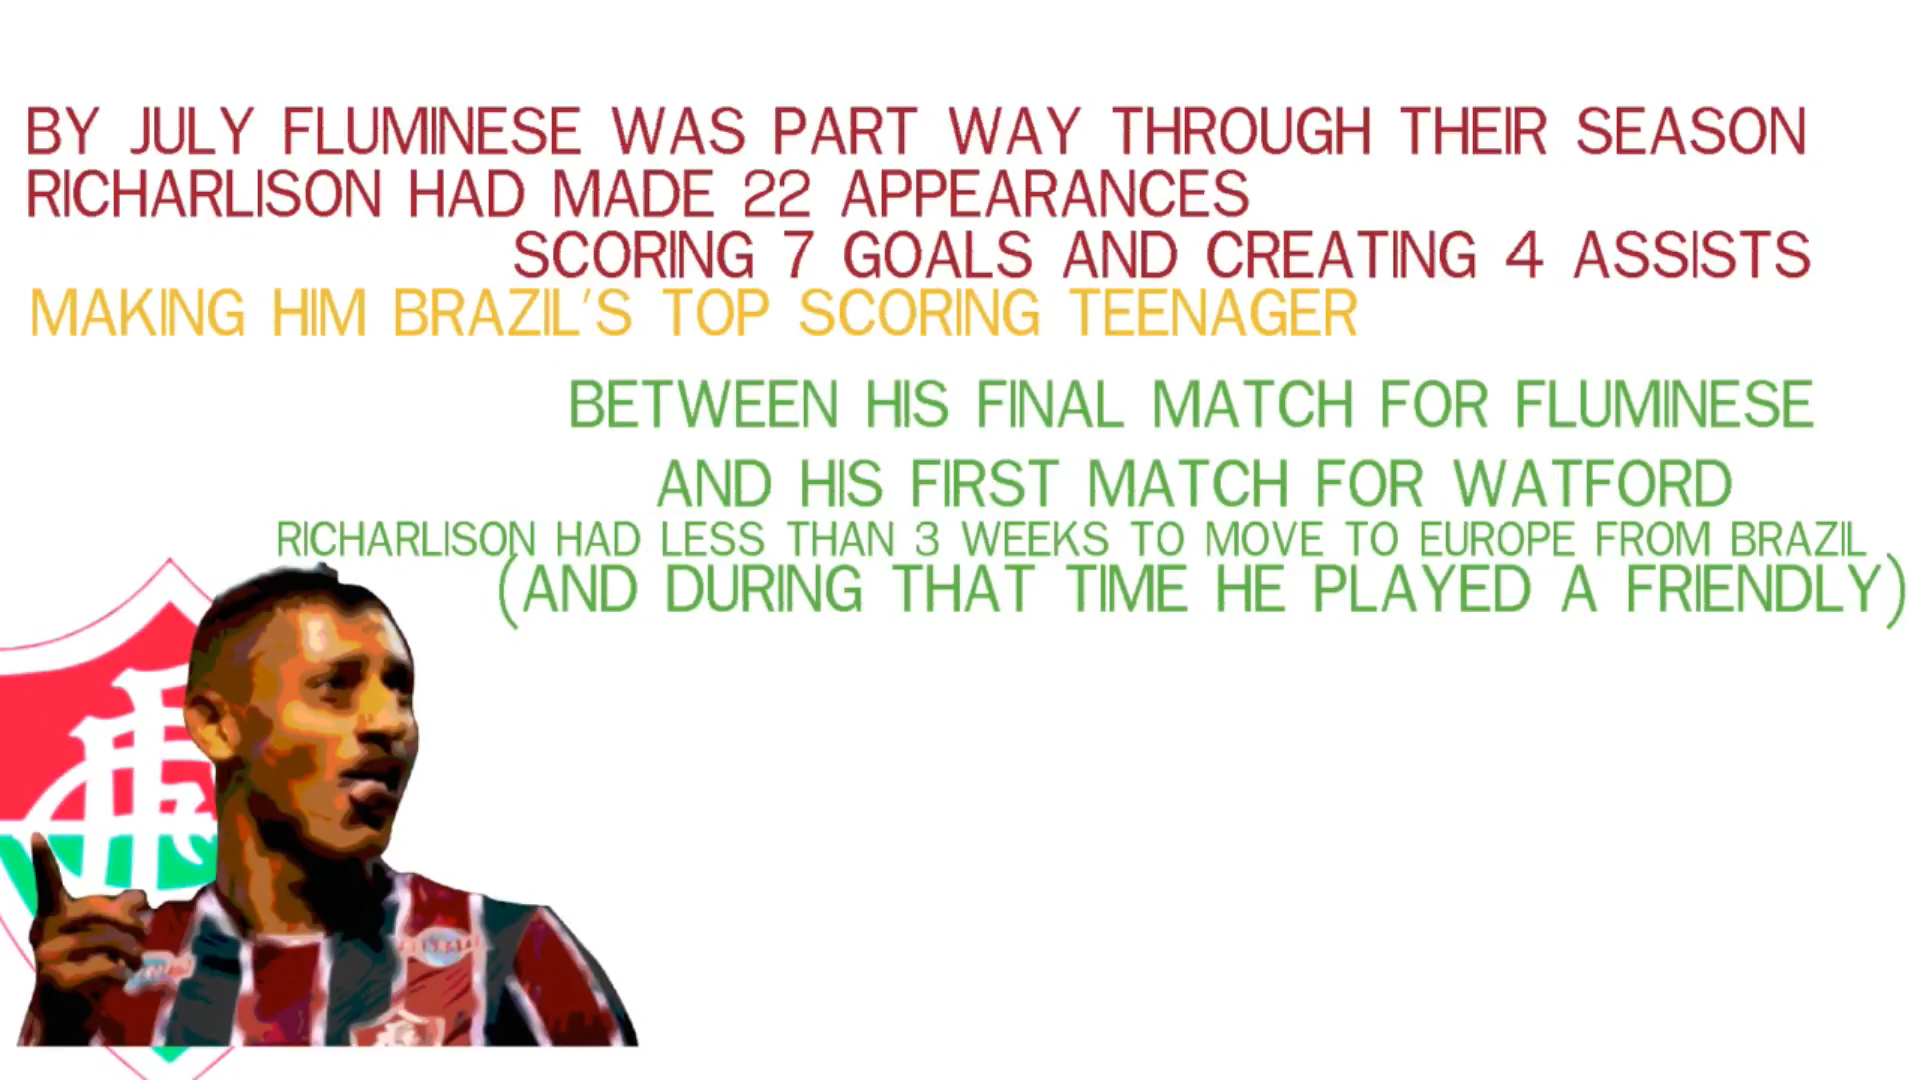 BY JULY FLUMINESE WAS PART WAY THROUGH THEIR SEASON
RICHARLISON HAD MADE 22 APPEARANCES
SCORING 7 GOALS AND CREATING 4 ASSISTS
MAKING HIM BRAZIL'S TOP SCORING TEENAGER
BETWEEN HIS FINAL MATCH FOR FLUMINESE
AND HIS FIRST MATCH FOR WATFORD
RICHARLISON HAD LESS THAN 3 WEEKS TO MOVE TO EUROPE FROM BRAZIL
(AND DURING THAT TIME HE PLAYED A FRIENDLY)